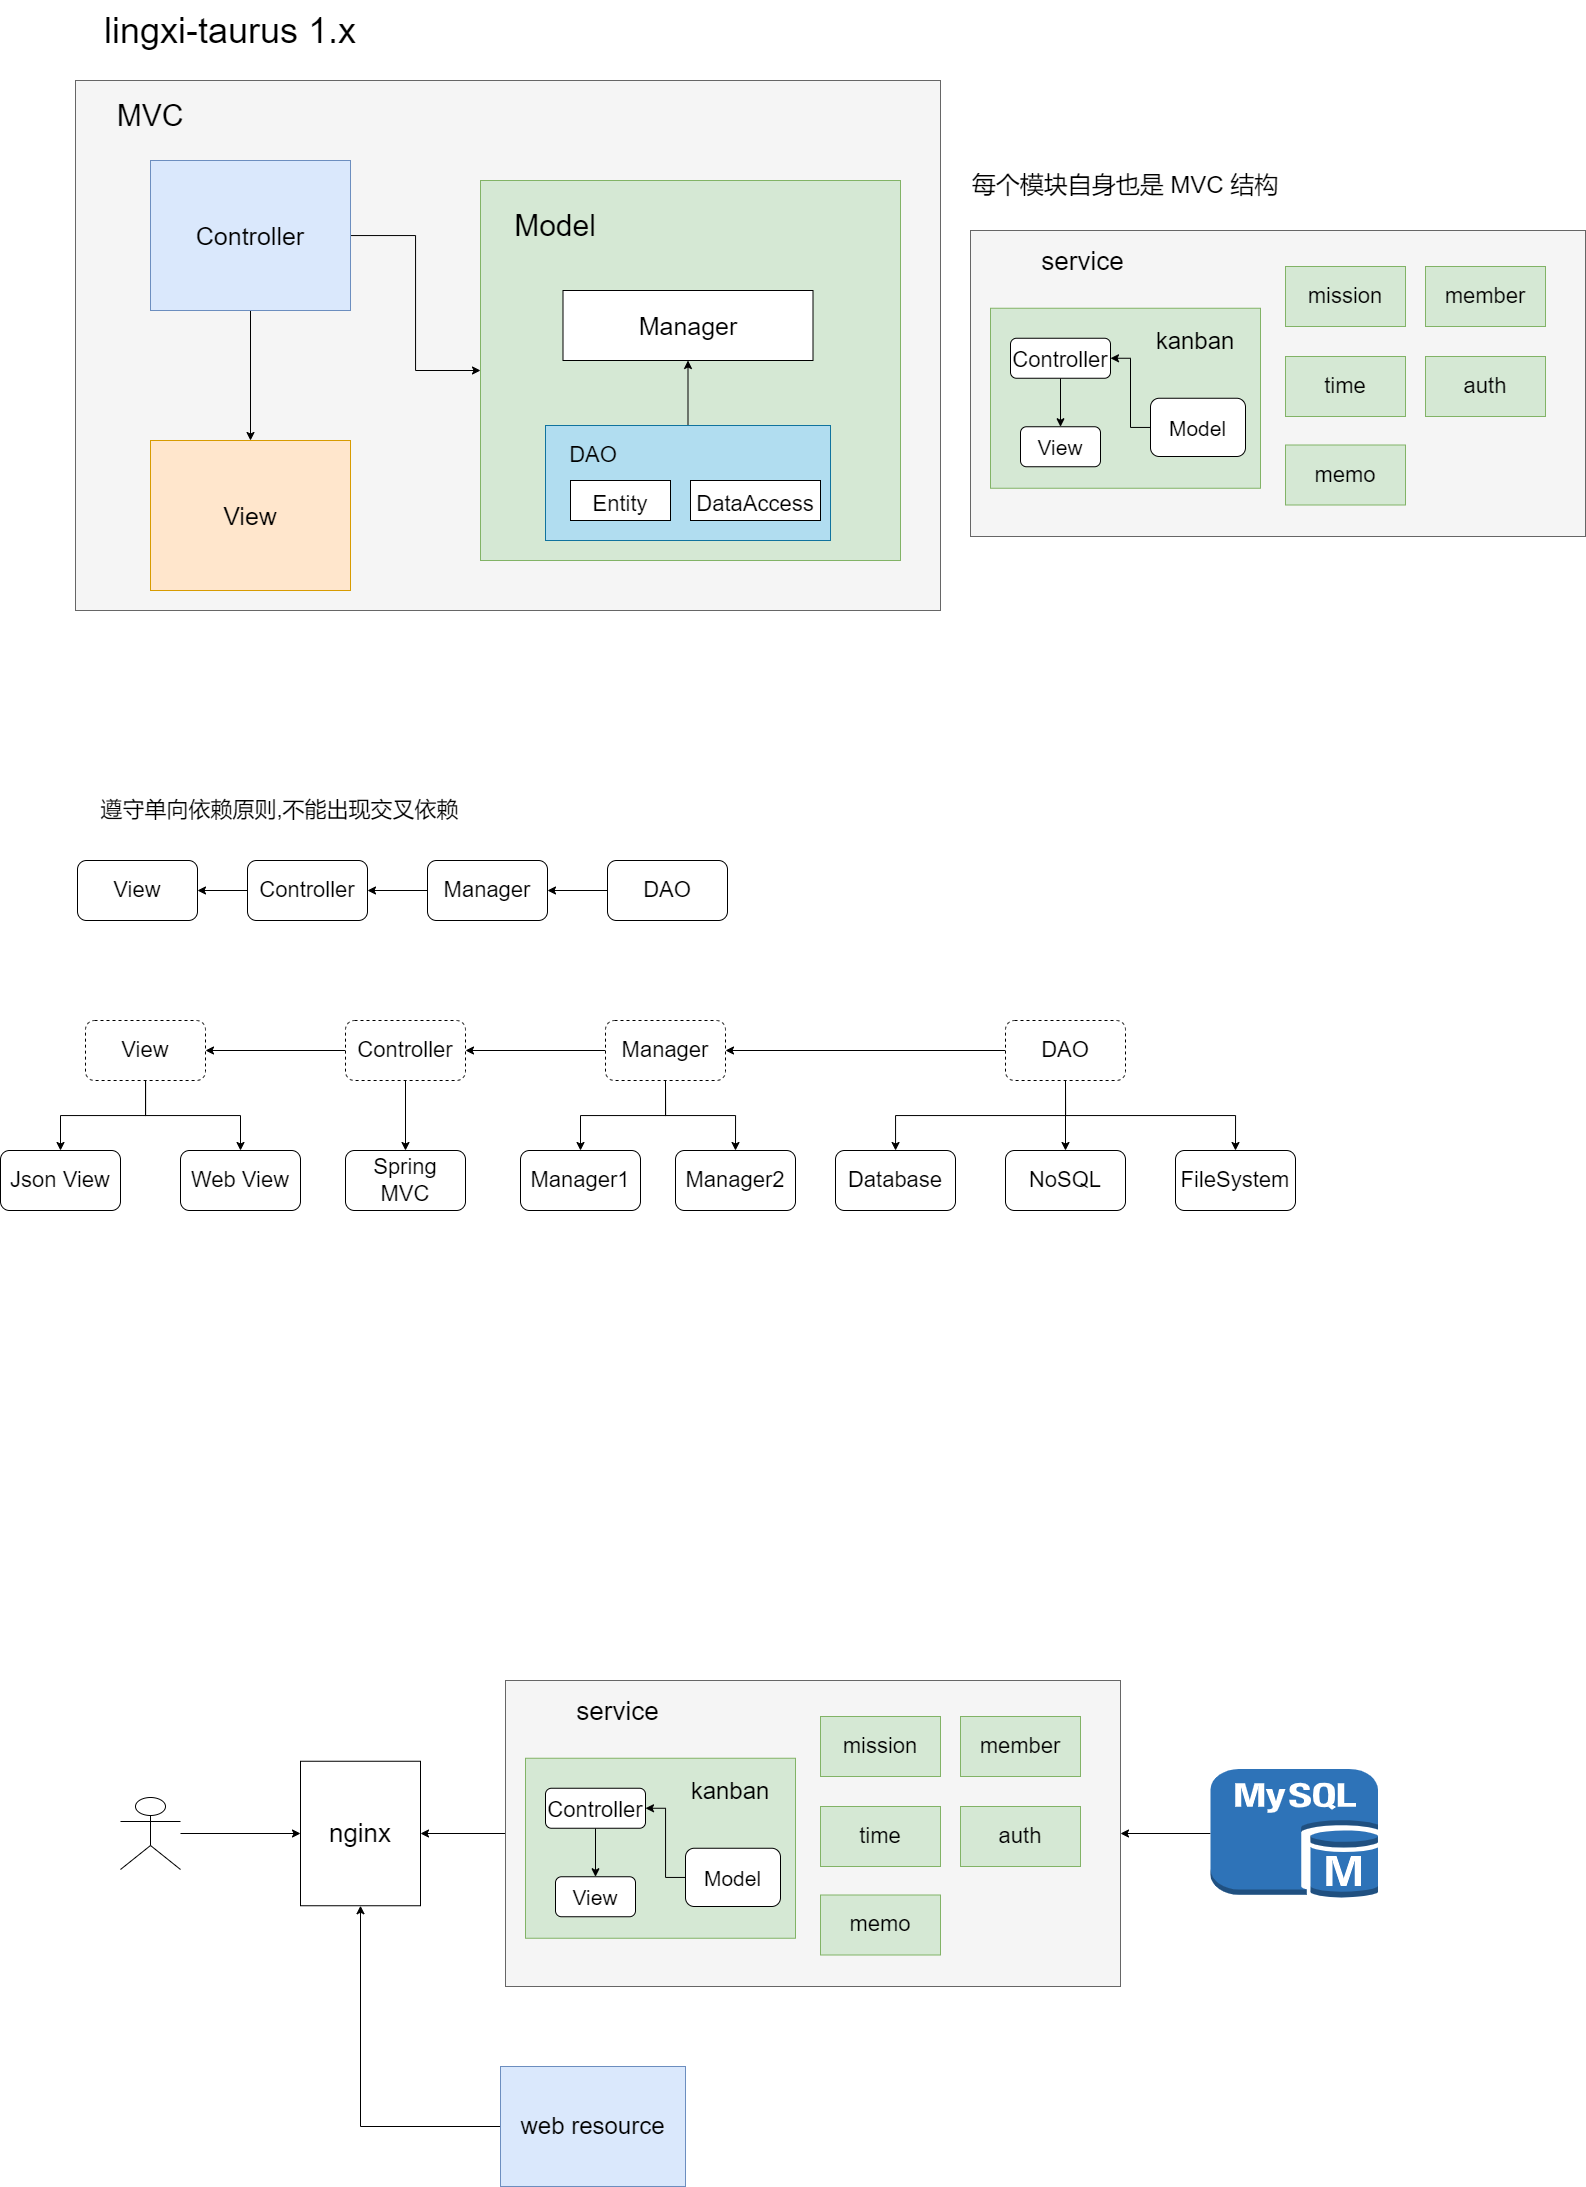 lingxi-taurus 1.x
MVC
Controller
Model
Manager
DAO
Entity
DataAccess
View
每个模块自身也是 MVC 结构
service
kanban
Controller
View
Model
mission
member
time
auth
memo
遵守单向依赖原则,不能出现交叉依赖
View
Controller
Manager
DAO
View
Controller
Manager
DAO
Json View
Web View
Spring
MVC
Manager1
Manager2
Database
NoSQL
FileSystem
nginx
service
kanban
Controller
View
Model
mission
member
time
auth
memo
MySQL
M
web resource